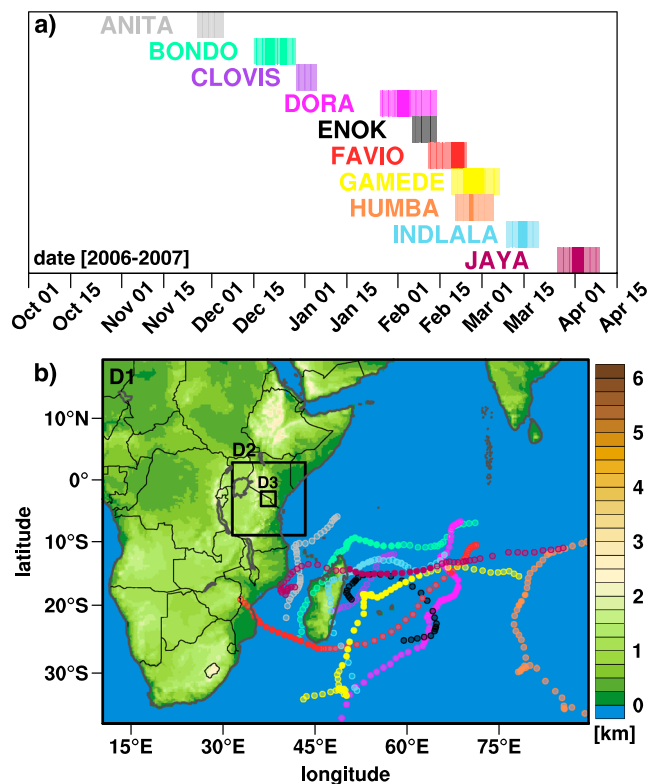 a)
ANITA
BONDO
CLOVIS
DORA
ENOK
FAVIO
GAMEDE
HUMBA
INDLALA
JAYA
date [2006-2007]
Oct 01 Oct 15 Nov 01 Nov 15 Dec 01 Dec 15 Jan 01 Jan 15 Feb 01 Feb 15 Mar 01 Mar 15 Apr 01 Apr 15
b)
D1
D2
D3
latitude
10°N
0°
10°S
20°S
30°S
15°E 30°E 45°E 60°E 75°E
longitude
6
5
4
3
2
1
0
[km]